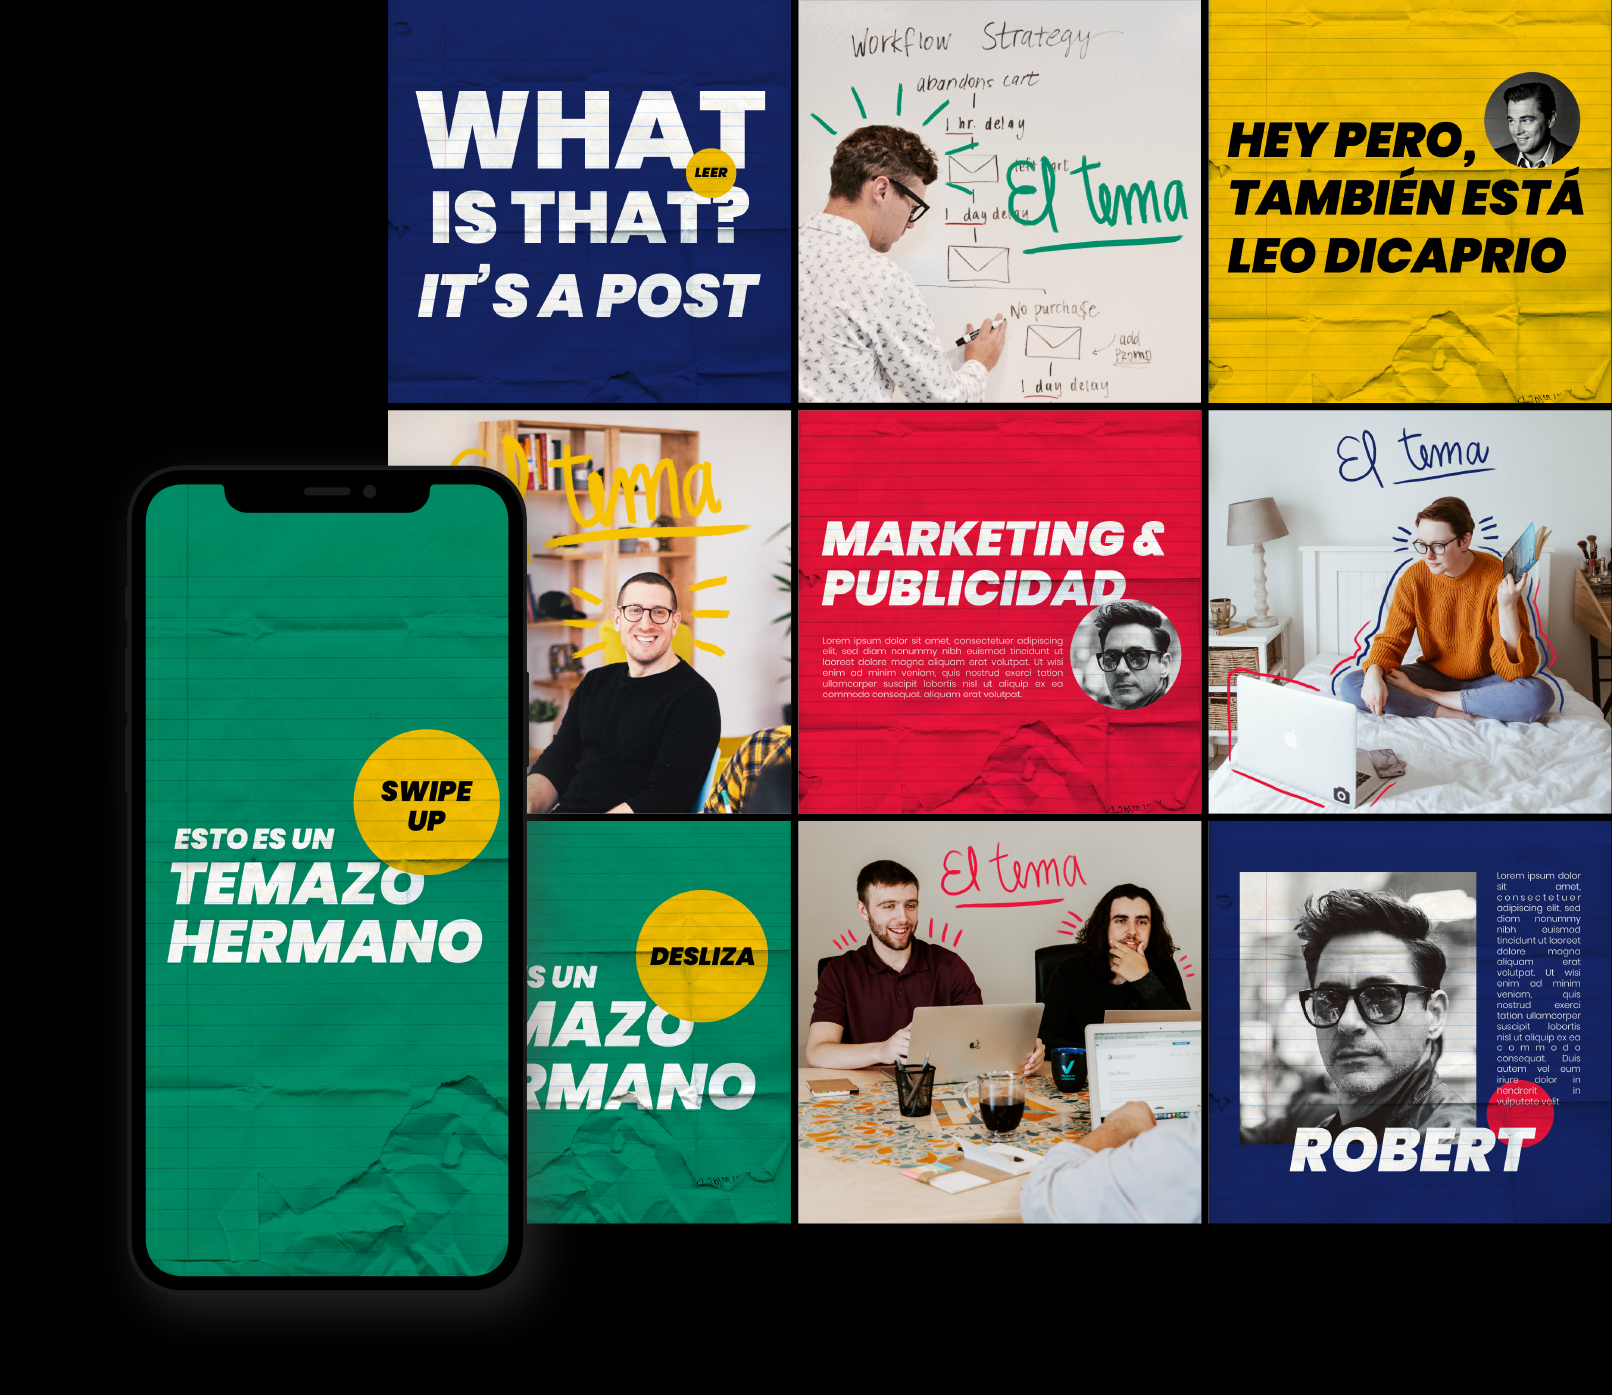 WHAT
LEER
IS THAT?
IT'S A POST
Workflow Strategy
abandons cart
1 hr. delay
El tema
1 day delay
No purchase
add
Promo
1 day delay
HEY PERO,
TAMBIÉN ESTÁ
LEO DICAPRIO
El tema
MARKETING &
PUBLICIDAD
Lorem ipsum dolor sit amet, consectetuer adipiscing
elit, sed diam nonummy nibh euismod tincidunt ut
laoreet dolore magna aliquam erat volutpat. Ut wisi
enim ad minim veniam, quis nostrud exerci tation
ullamcorper suscipit lobortis nisl ut aliquip ex ea
commodo consequat. aliquam erat volutpat.
El tema
SWIPE
UP
ESTO ES UN
TEMAZO
HERMANO
DESLIZA
S UN
MAZO
RMANO
El tema
Lorem ipsum dolor
sit amet,
consectetuer
adipiscing elit, sed
diam nonummy
nibh euismod
tincidunt ut laoreet
dolore magna
aliquam erat
volutpat. Ut wisi
enim ad minim
veniam, quis
nostrud exerci
tation ullamcorper
suscipit lobortis
nisl ut aliquip ex ea
commodo
consequat. Duis
autem vel eum
iriure dolor in
hendrerit in
vulputate velit
ROBERT